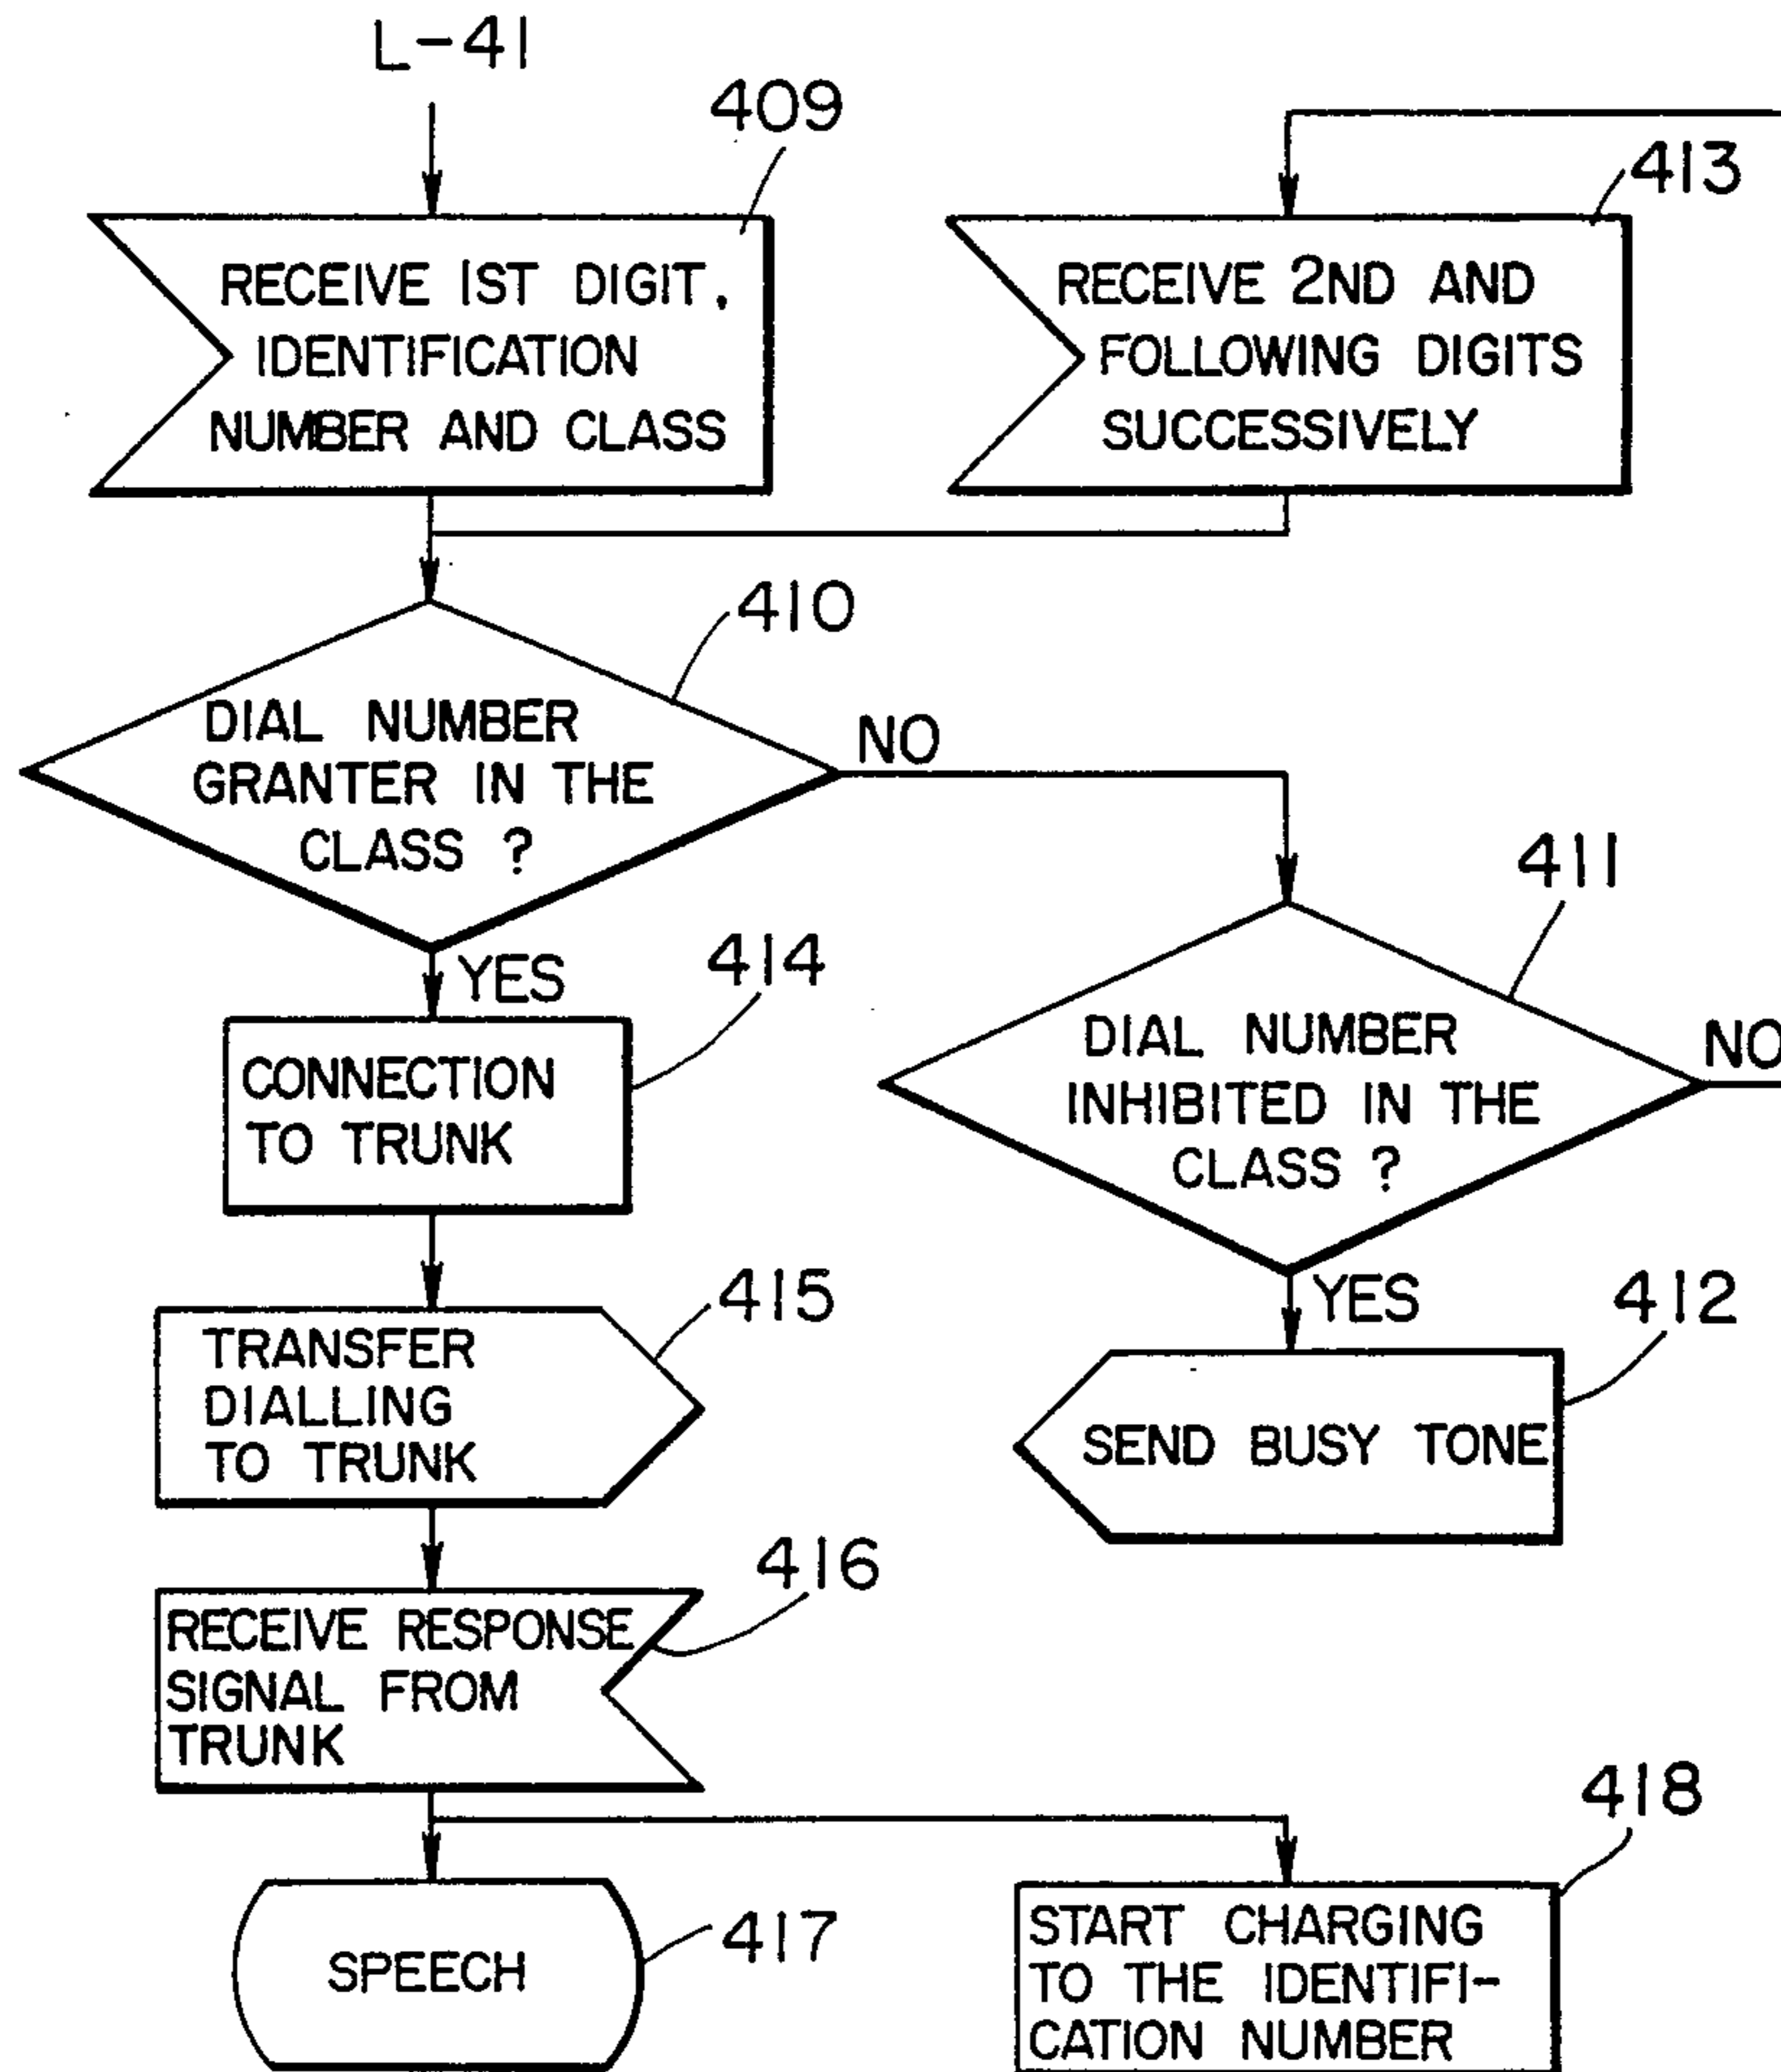 L-41
409
RECEIVE 1ST DIGIT,
IDENTIFICATION
NUMBER AND CLASS
413
RECEIVE 2ND AND
FOLLOWING DIGITS
SUCCESSIVELY
410
DIAL NUMBER
GRANTER IN THE
CLASS ?
NO
YES
411
DIAL NUMBER
INHIBITED IN THE
CLASS ?
NO
YES
414
CONNECTION
TO TRUNK
412
SEND BUSY TONE
415
TRANSFER
DIALLING
TO TRUNK
416
RECEIVE RESPONSE
SIGNAL FROM
TRUNK
417
SPEECH
418
START CHARGING
TO THE IDENTIFI-
CATION NUMBER